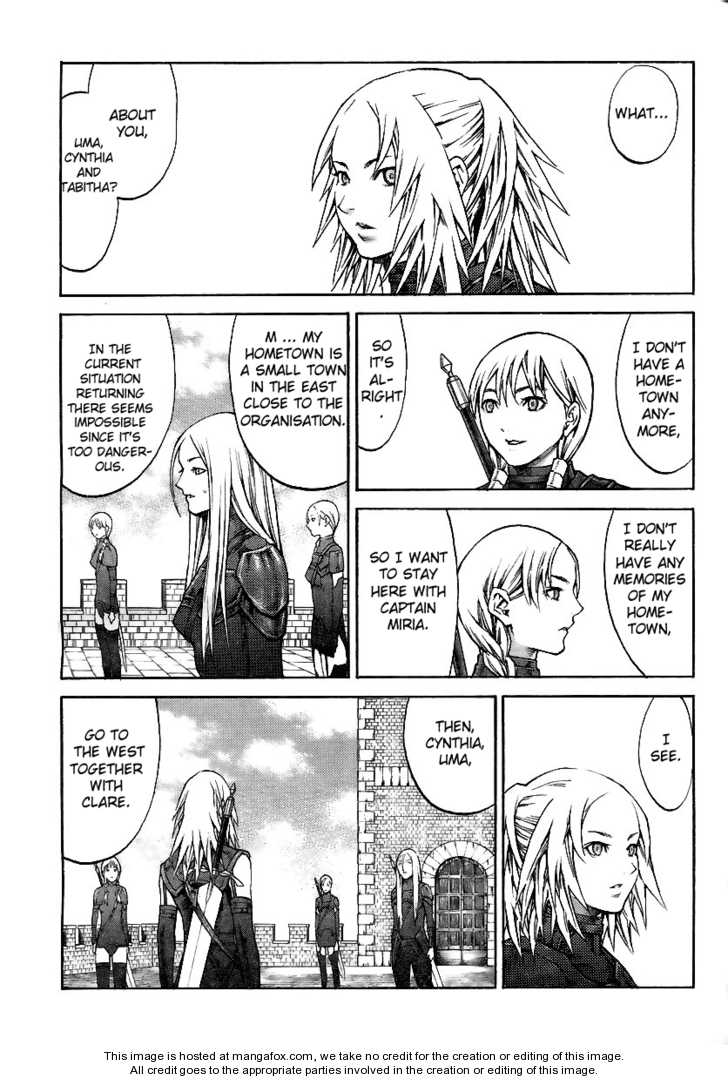 WHAT...
ABOUT
YOU,
UMA,
CYNTHIA
AND
TABITHA?
I DON'T
HAVE A
HOME-
TOWN
ANY-
MORE,
SO
IT'S
AL-
RIGHT
.
M ... MY
HOMETOWN IS
A SMALL TOWN
IN THE EAST
CLOSE TO THE
ORGANISATION.
IN THE
CURRENT
SITUATION
RETURNING
THERE SEEMS
IMPOSSIBLE
SINCE IT'S
TOO DANGER-
OUS.
I DON'T
REALLY
HAVE ANY
MEMORIES
OF MY
HOME-
TOWN,
SO I WANT
TO STAY
HERE WITH
CAPTAIN
MIRIA.
I
SEE.
THEN,
CYNTHIA,
UMA,
GO TO
THE WEST
TOGETHER
WITH
CLARE.
This image is hosted at mangafox.com, we take no credit for the creation or editing of this image.
All credit goes to the appropriate parties involved in the creation or editing of this image.